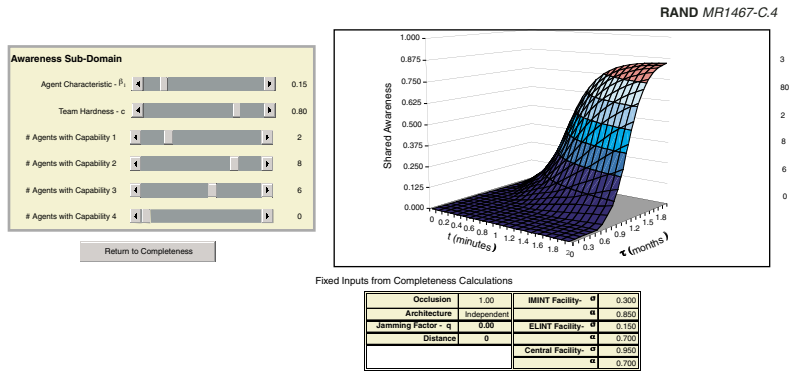 RAND MR1467-C.4
Awareness Sub-Domain
Agent Characteristic - β₁ 0.15
Team Hardness - c 0.80
# Agents with Capability 1 2
# Agents with Capability 2 8
# Agents with Capability 3 6
# Agents with Capability 4 0
Return to Completeness
Shared Awareness
1.000
0.875
0.750
0.625
0.500
0.375
0.250
0.125
0.000
0 0.2 0.4 0.6 0.8 1 1.2 1.4 1.6 1.8 2
t (minutes)
0 0.3 0.6 0.9 1.2 1.5 1.8
τ (months)
3
80
2
8
6
0
Fixed Inputs from Completeness Calculations
Occlusion 1.00 IMINT Facility- σ 0.300
Architecture Independent α 0.850
Jamming Factor - q 0.00 ELINT Facility- σ 0.150
Distance 0 α 0.700
Central Facility- σ 0.950
α 0.700